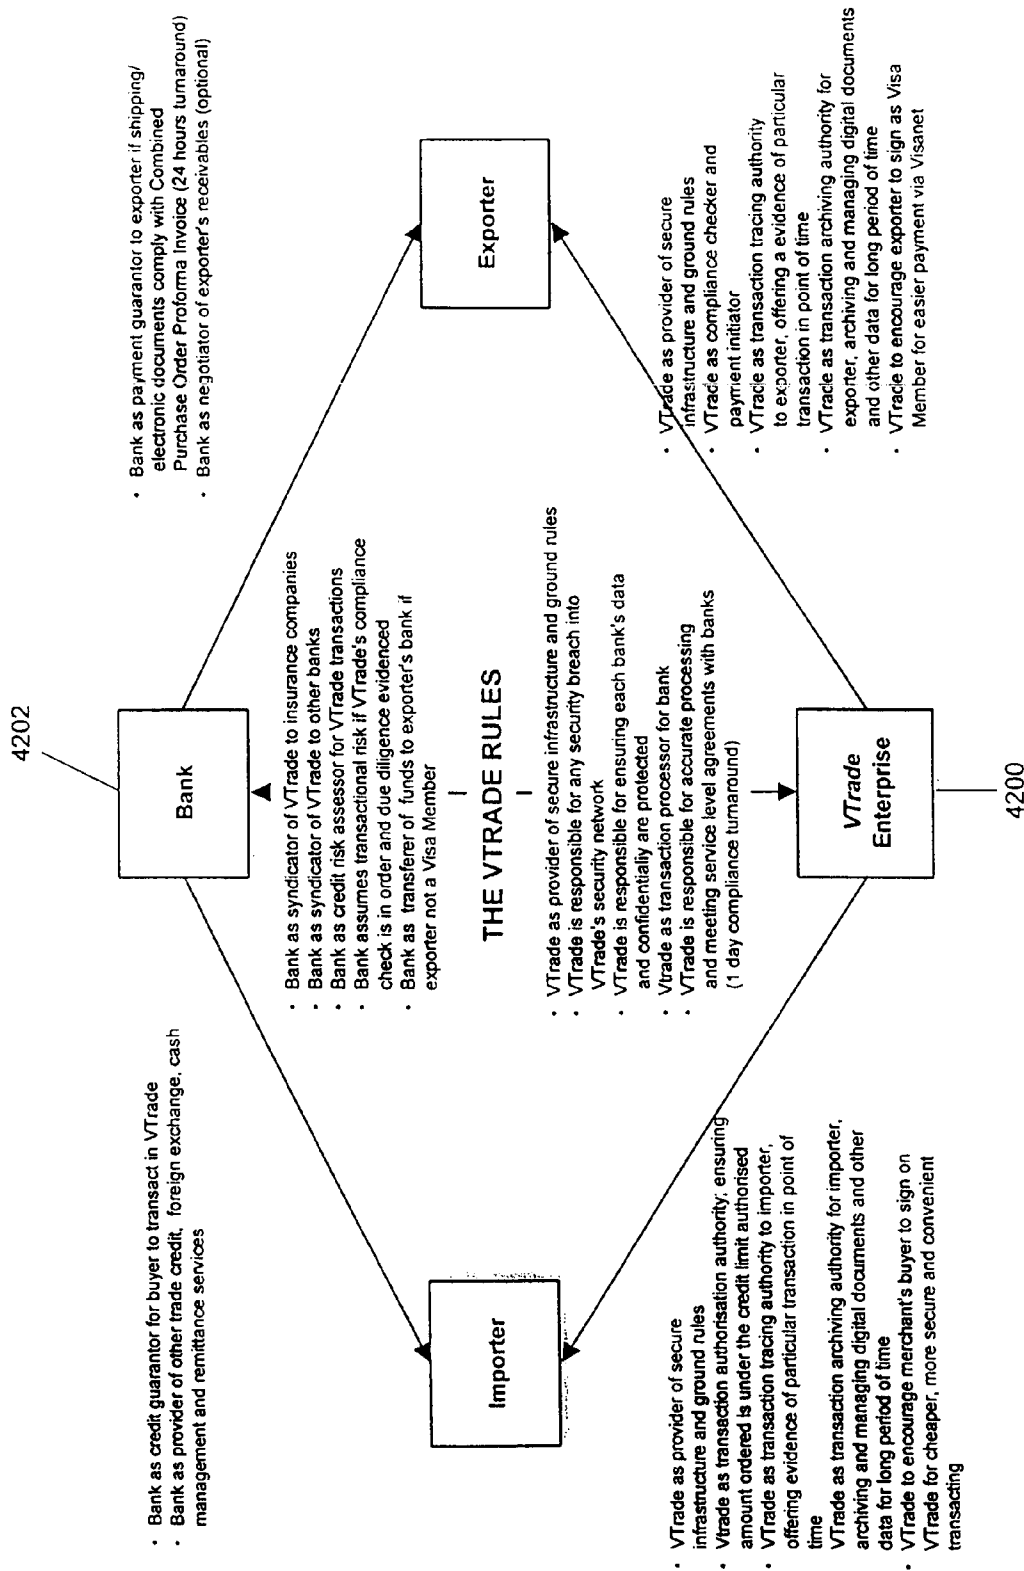 4202
Bank
• Bank as credit guarantor for buyer to transact in VTrade
• Bank as provider of other trade credit, foreign exchange, cash
management and remittance services
• Bank as payment guarantor to exporter if shipping/
electronic documents comply with Combined
Purchase Order Proforma Invoice (24 hours turnaround)
• Bank as negotiator of exporter's receivables (optional)
• Bank as syndicator of VTrade to insurance companies
• Bank as syndicator of VTrade to other banks
• Bank as credit risk assessor for VTrade transactions
• Bank assumes transactional risk if VTrade's compliance
check is in order and due diligence evidenced
• Bank as transferer of funds to exporter's bank if
exporter not a Visa Member
Importer
THE VTRADE RULES
Exporter
• VTrade as provider of secure infrastructure and ground rules
• VTrade is responsible for any security breach into
VTrade's security network
• VTrade is responsible for ensuring each bank's data
and confidentially are protected
• Vtrade as transaction processor for bank
• VTrade is responsible for accurate processing
and meeting service level agreements with banks
(1 day compliance turnaround)
• VTrade as provider of secure
infrastructure and ground rules
• Vtrade as transaction authorisation authority; ensuring
amount ordered is under the credit limit authorised
• VTrade as transaction tracing authority to importer,
offering evidence of particular transaction in point of
time
VTrade as transaction archiving authority for importer,
archiving and managing digital documents and other
data for long period of time
• VTrade to encourage merchant's buyer to sign on
VTrade for cheaper, more secure and convenient
transacting
• VTrade as provider of secure
infrastructure and ground rules
• VTrade as compliance checker and
payment initiator
• VTrade as transaction tracing authority
to exporter, offering a evidence of particular
transaction in point of time
• VTrade as transaction archiving authority for
exporter, archiving and managing digital documents
and other data for long period of time
• VTrade to encourage exporter to sign as Visa
Member for easier payment via Visanet
VTrade
Enterprise
4200